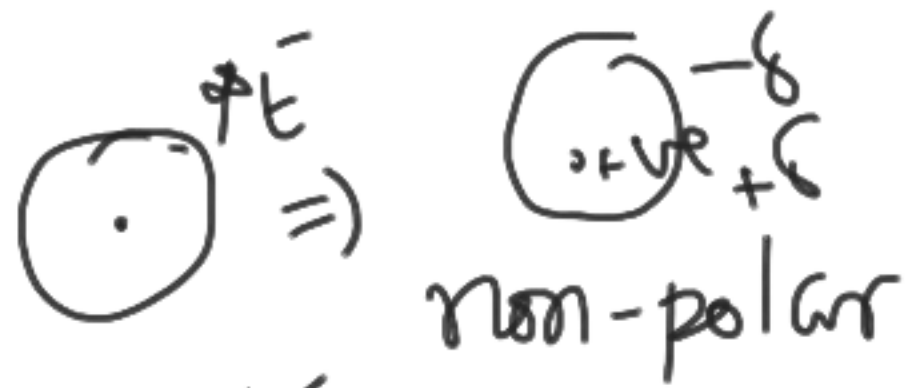 -δ
⇒ +ve +δ
non-polar